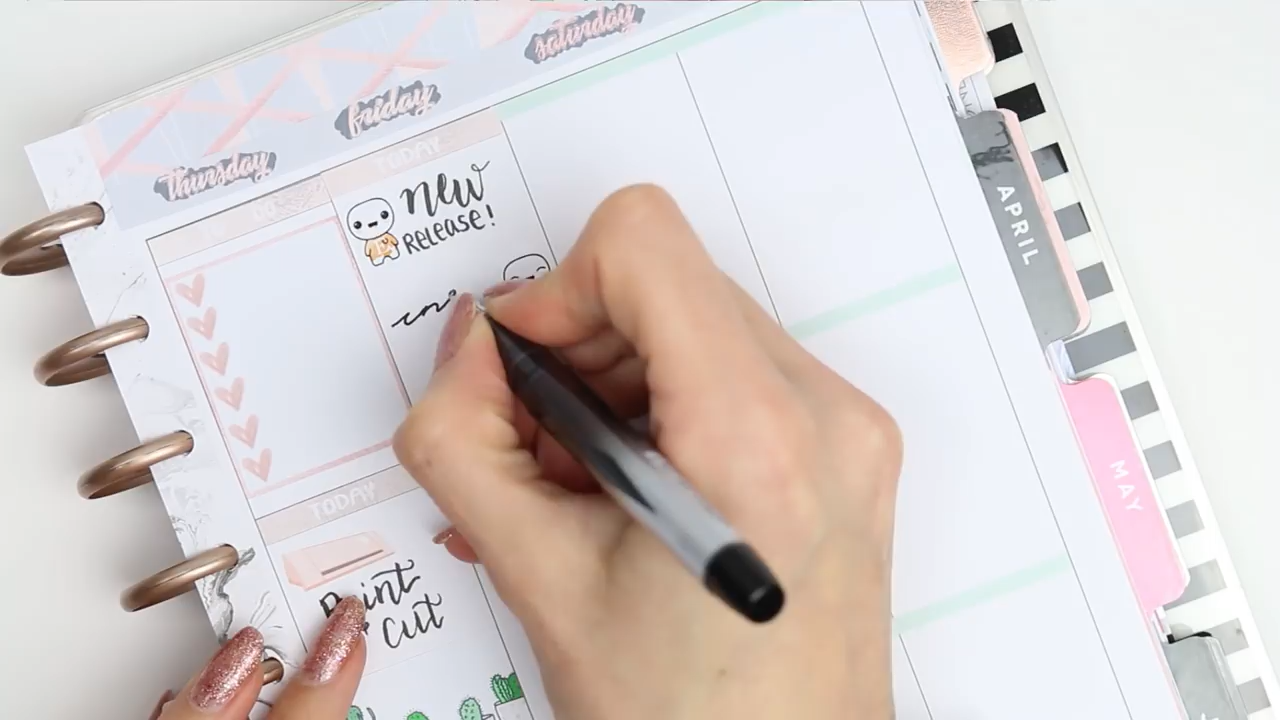 saturday
friday
thursday
TODAY
new
RELEASE!
APRIL
MAY
TODAY
Print
+ Cut